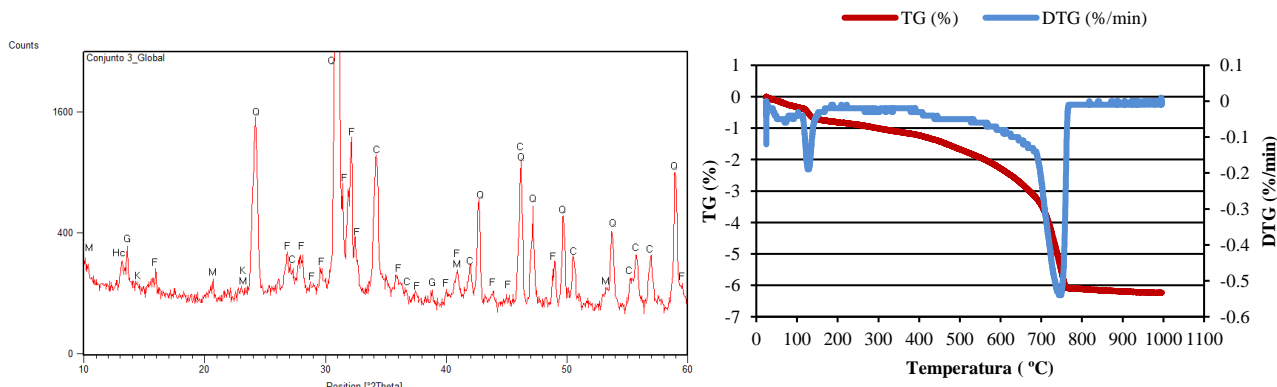 Counts
Conjunto 3_Global
1600
400
0
M
Hc
G
K
F
M
K
M
Q
F
C
F
F
F
Q
F
F
F
C
F
C
F
G
F
F
M
C
Q
F
F
C
Q
Q
F
Q
C
M
Q
C
C
C
Q
F
10 20 30 40 50 60
Position [°2Theta]
TG (%) DTG (%/min)
TG (%)
1
0
-1
-2
-3
-4
-5
-6
-7
0 100 200 300 400 500 600 700 800 900 1000 1100
Temperatura ( ºC)
0.1
0
-0.1
-0.2
-0.3
-0.4
-0.5
-0.6
DTG (%/min)